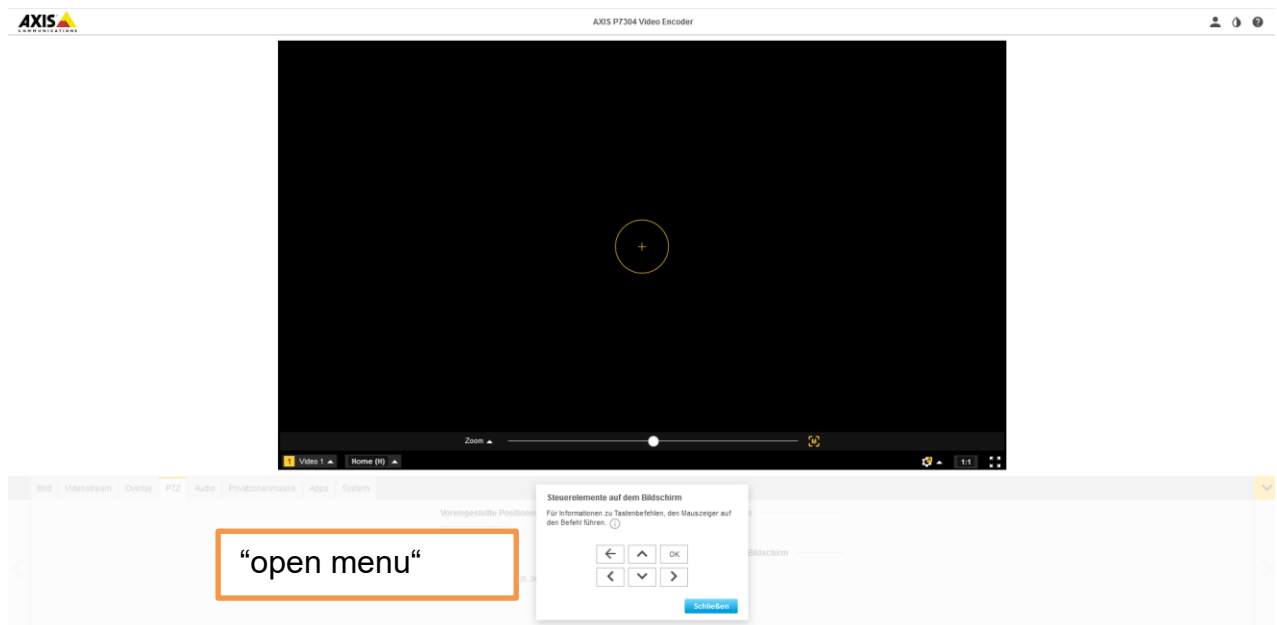 AXIS
COMMUNICATIONS
AXIS P7304 Video Encoder
Zoom
1 Video 1 Home (H) 1:1
Bild Videostream Overlay PTZ Audio Privatzonenmaske Apps System
Steuerelemente auf dem Bildschirm
Voreingestellte Positionen
Für Informationen zu Tastenbefehlen, den Mauszeiger auf
den Befehl führen.
“open menu“
OK
Bildschirm
Schließen